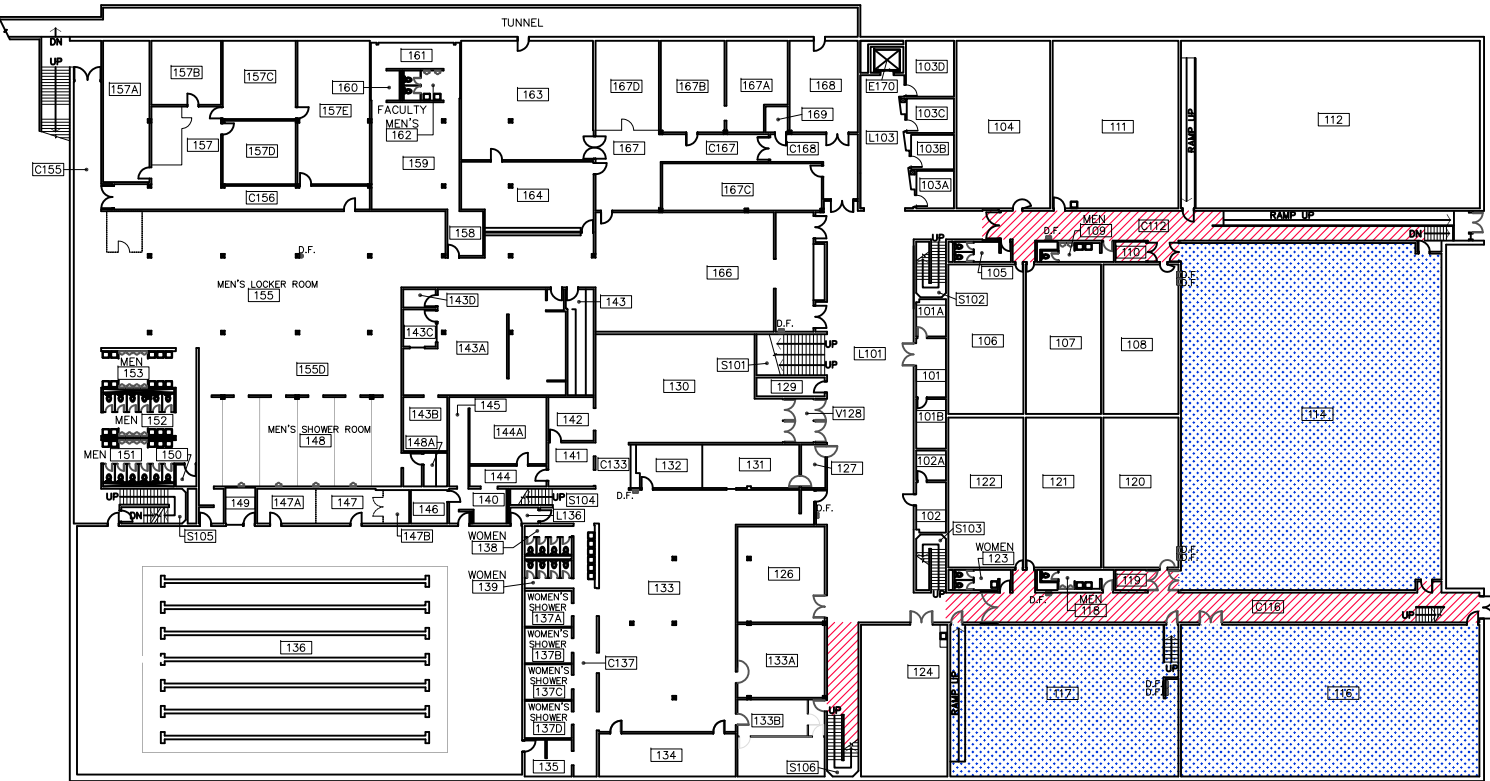 TUNNEL
DN
UP
157A
157B
157C
157E
160
161
FACULTY
MEN'S
162
163
167D
167B
167A
168
E170
103D
104
111
RAMP UP
112
169
103C
L103
C155
157
157D
159
164
167
C167
C168
103B
103A
C156
167C
158
D.F.
MEN'S LOCKER ROOM
155
166
D.F.
UP
MEN
109
D.F.
C112
110
RAMP UP
DN
105
D.F.
D.F.
S102
143D
143
143C
143A
101A
106
107
108
MEN
153
155D
S101
UP
UP
L101
130
129
101
114
MEN
152
MEN'S SHOWER ROOM
148
143B
145
144A
142
V128
101B
MEN
151
150
148A
141
144
C133
132
131
127
102A
122
121
120
UP
DN
S105
149
147A
147
147B
146
140
UP
S104
L136
D.F.
D.F.
102
S103
UP
WOMEN
138
WOMEN
139
133
126
WOMEN
123
D.F.
MEN
118
119
D.F.
D.F.
C116
UP
WOMEN'S
SHOWER
137A
WOMEN'S
SHOWER
137B
WOMEN'S
SHOWER
137C
WOMEN'S
SHOWER
137D
136
C137
133A
133B
124
RAMP UP
117
UP
D.F.
D.F.
116
UP
135
134
S106